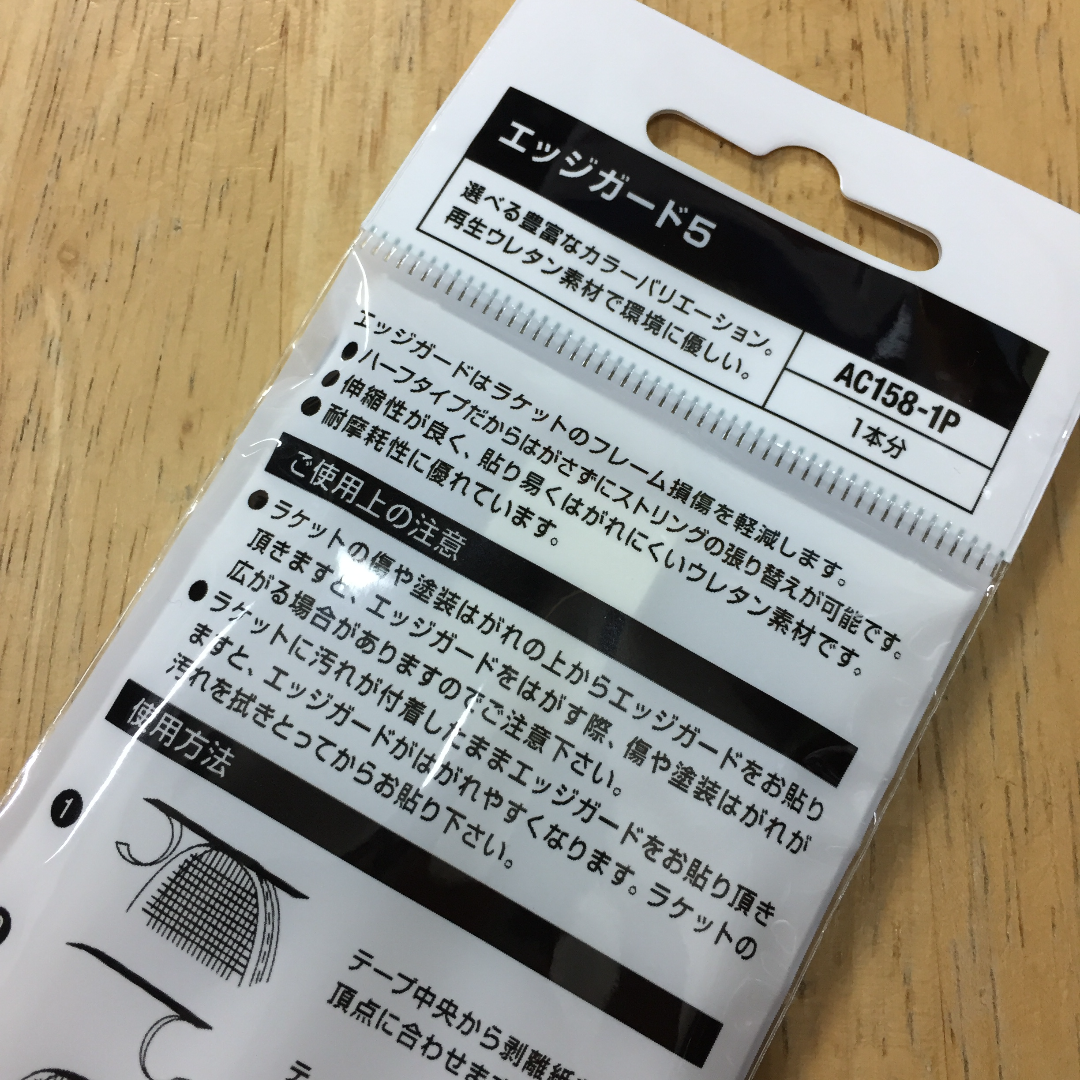 エッジガード5
選べる豊富なカラーバリエーション。
再生ウレタン素材で環境に優しい。
AC158-1P
1本分
エッジガードはラケットのフレーム損傷を軽減します。
●ハーフタイプだからはがさずにストリングの張り替えが可能です。
●伸縮性が良く、貼り易くはがれにくいウレタン素材です。
●耐摩耗性に優れています。
ご使用上の注意
●ラケットの傷や塗装はがれの上からエッジガードをお貼り
頂きますと、エッジガードをはがす際、傷や塗装はがれが
広がる場合がありますのでご注意下さい。
●ラケットに汚れが付着したままエッジガードをお貼り頂き
ますと、エッジガードがはがれやすくなります。ラケットの
汚れを拭きとってからお貼り下さい。
使用方法
1
テープ中央から剥離紙
頂点に合わせます
テ